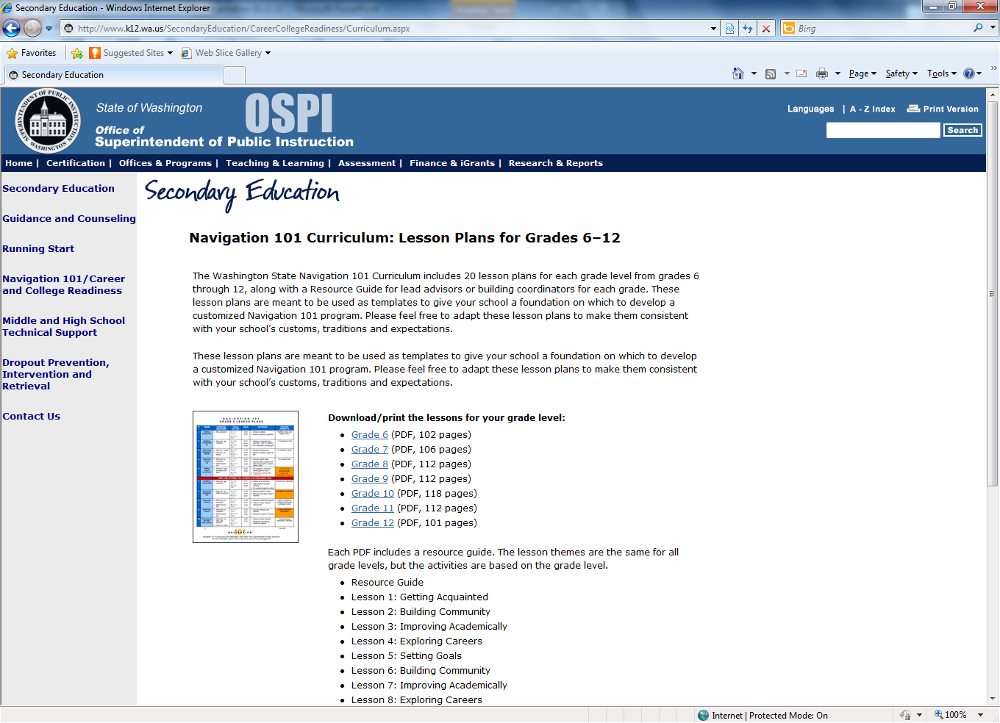 Secondary Education - Windows Internet Explorer
http://www.k12.wa.us/SecondaryEducation/CareerCollegeReadiness/Curriculum.aspx
Bing
Favorites
Suggested Sites
Web Slice Gallery
Secondary Education
Page
Safety
Tools
SUPERINTENDENT OF PUBLIC INSTRUCTION
WASHINGTON
State of Washington
OSPI
Office of
Superintendent of Public Instruction
Languages | A - Z Index Print Version
Search
Home | Certification | Offices & Programs | Teaching & Learning | Assessment | Finance & iGrants | Research & Reports
Secondary Education
Guidance and Counseling
Running Start
Navigation 101/Career
and College Readiness
Middle and High School
Technical Support
Dropout Prevention,
Intervention and
Retrieval
Contact Us
Secondary Education
Navigation 101 Curriculum: Lesson Plans for Grades 6–12
The Washington State Navigation 101 Curriculum includes 20 lesson plans for each grade level from grades 6
through 12, along with a Resource Guide for lead advisors or building coordinators for each grade. These
lesson plans are meant to be used as templates to give your school a foundation on which to develop a
customized Navigation 101 program. Please feel free to adapt these lesson plans to make them consistent
with your school’s customs, traditions and expectations.
These lesson plans are meant to be used as templates to give your school a foundation on which to develop
a customized Navigation 101 program. Please feel free to adapt these lesson plans to make them consistent
with your school’s customs, traditions and expectations.
NAVIGATION 101
Download/print the lessons for your grade level:
• Grade 6 (PDF, 102 pages)
• Grade 7 (PDF, 106 pages)
• Grade 8 (PDF, 112 pages)
• Grade 9 (PDF, 112 pages)
• Grade 10 (PDF, 118 pages)
• Grade 11 (PDF, 112 pages)
• Grade 12 (PDF, 101 pages)
Each PDF includes a resource guide. The lesson themes are the same for all
grade levels, but the activities are based on the grade level.
• Resource Guide
• Lesson 1: Getting Acquainted
• Lesson 2: Building Community
• Lesson 3: Improving Academically
• Lesson 4: Exploring Careers
• Lesson 5: Setting Goals
• Lesson 6: Building Community
• Lesson 7: Improving Academically
• Lesson 8: Exploring Careers
Internet | Protected Mode: On
100%